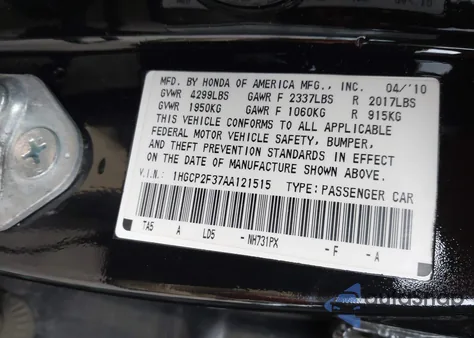 MFD. BY HONDA OF AMERICA MFG., INC. 04/'10
GVWR 4299LBS GAWR F 2337LBS R 2017LBS
GVWR 1950KG GAWR F 1060KG R 915KG
THIS VEHICLE CONFORMS TO ALL APPLICABLE
FEDERAL MOTOR VEHICLE SAFETY, BUMPER,
AND THEFT PREVENTION STANDARDS IN EFFECT
ON THE DATE OF MANUFACTURE SHOWN ABOVE.
V.I.N.: 1HGCP2F37AA121515 TYPE: PASSENGER CAR
TA5 A LD5 - NH731PX - F - A
autosnap